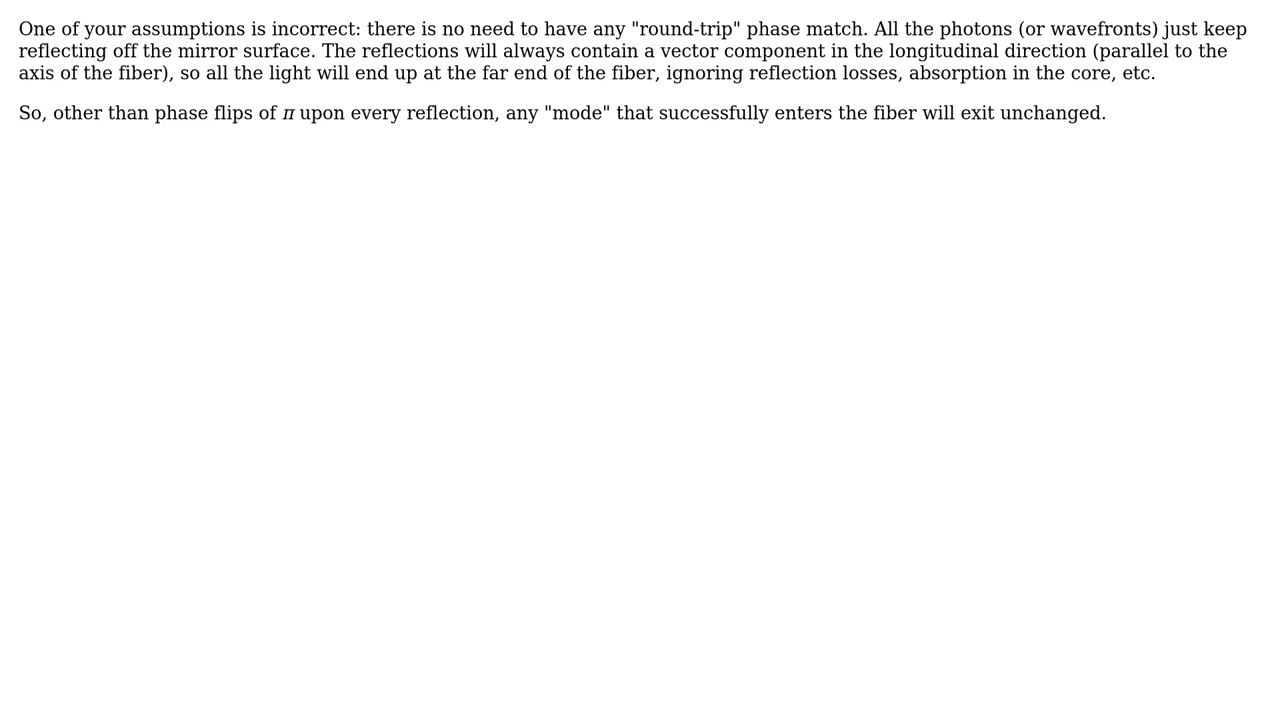 One of your assumptions is incorrect: there is no need to have any "round-trip" phase match. All the photons (or wavefronts) just keep
reflecting off the mirror surface. The reflections will always contain a vector component in the longitudinal direction (parallel to the
axis of the fiber), so all the light will end up at the far end of the fiber, ignoring reflection losses, absorption in the core, etc.
So, other than phase flips of π upon every reflection, any "mode" that successfully enters the fiber will exit unchanged.